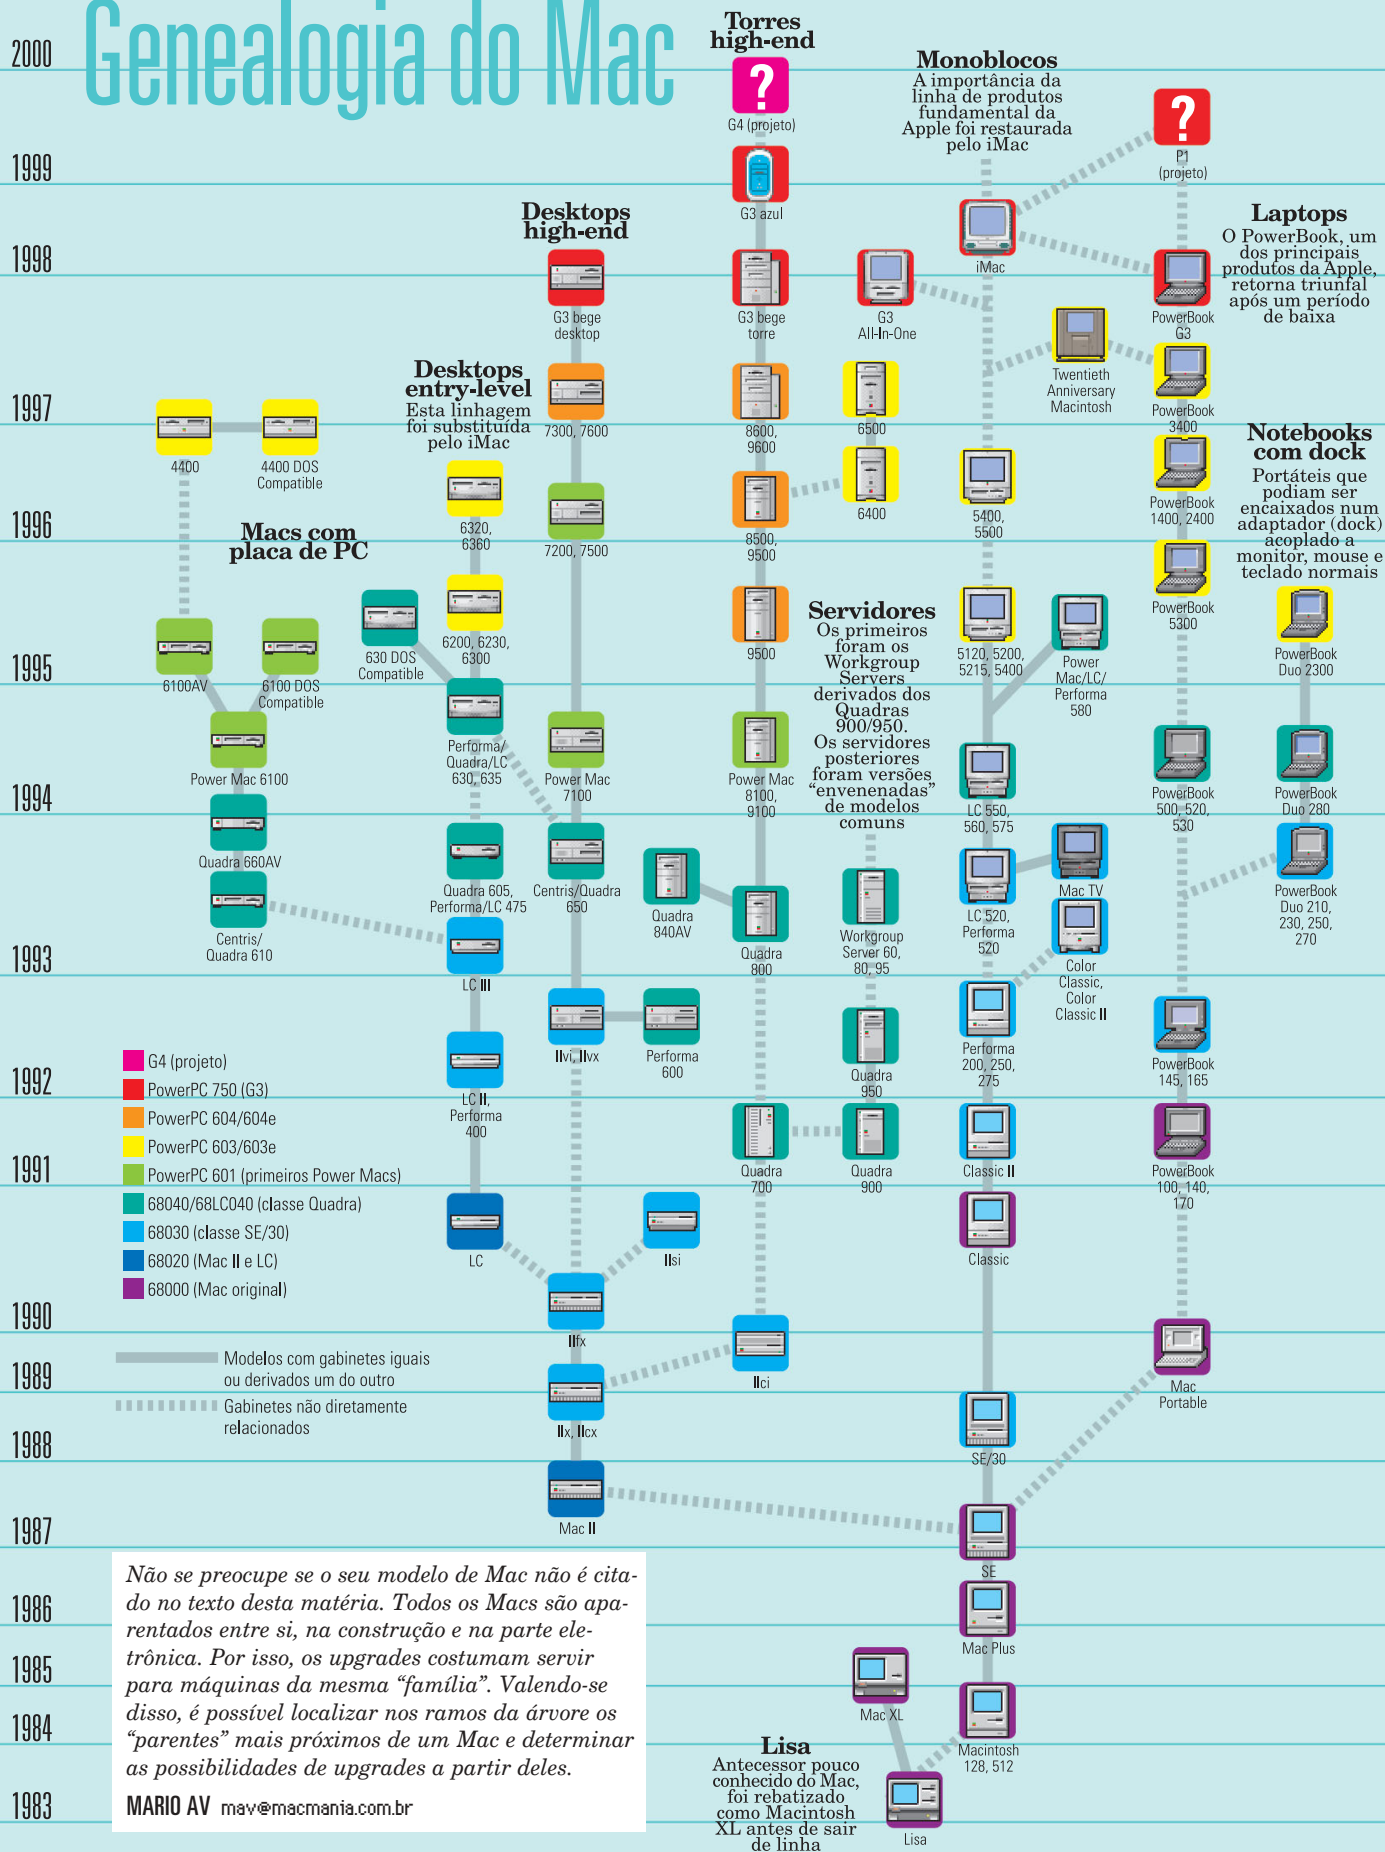 Genealogia do Mac
2000
1999
1998
1997
1996
1995
1994
1993
1992
1991
1990
1989
1988
1987
1986
1985
1984
1983
Torres
high-end
G4 (projeto)
G3 azul
G3 bege
torre
8600,
9600
8500,
9500
9500
Power Mac
8100,
9100
Quadra
840AV
Quadra
800
Quadra
700
IIci
Monoblocos
A importância da
linha de produtos
fundamental da
Apple foi restaurada
pelo iMac
iMac
G3
All-In-One
Twentieth
Anniversary
Macintosh
6500
6400
5400,
5500
5120, 5200,
5215, 5400
Power
Mac/LC/
Performa
580
LC 550,
560, 575
Mac TV
LC 520,
Performa
520
Color
Classic,
Color
Classic II
Performa
200, 250,
275
Classic II
Classic
SE/30
SE
Mac Plus
Macintosh
128, 512
Mac XL
Lisa
P1
(projeto)
Laptops
O PowerBook, um
dos principais
produtos da Apple,
retorna triunfal
após um período
de baixa
PowerBook
G3
PowerBook
3400
PowerBook
1400, 2400
PowerBook
5300
PowerBook
500, 520,
530
PowerBook
145, 165
PowerBook
100, 140,
170
Mac
Portable
Notebooks
com dock
Portáteis que
podiam ser
encaixados num
adaptador (dock)
acoplado a
monitor, mouse e
teclado normais
PowerBook
Duo 2300
PowerBook
Duo 280
PowerBook
Duo 210,
230, 250,
270
Desktops
high-end
G3 bege
desktop
7300, 7600
7200, 7500
Power Mac
7100
Centris/Quadra
650
IIvi, IIvx
Performa
600
IIsi
IIfx
IIx, IIcx
Mac II
Desktops
entry-level
Esta linhagem
foi substituída
pelo iMac
6320,
6360
6200, 6230,
6300
630 DOS
Compatible
Performa/
Quadra/LC
630, 635
Quadra 605,
Performa/LC 475
LC III
LC II,
Performa
400
LC
Macs com
placa de PC
4400
4400 DOS
Compatible
6100AV
6100 DOS
Compatible
Power Mac 6100
Quadra 660AV
Centris/
Quadra 610
Servidores
Os primeiros
foram os
Workgroup
Servers
derivados dos
Quadras
900/950.
Os servidores
posteriores
foram versões
“envenenadas”
de modelos
comuns
Workgroup
Server 60,
80, 95
Quadra
950
Quadra
900
G4 (projeto)
PowerPC 750 (G3)
PowerPC 604/604e
PowerPC 603/603e
PowerPC 601 (primeiros Power Macs)
68040/68LC040 (classe Quadra)
68030 (classe SE/30)
68020 (Mac II e LC)
68000 (Mac original)
Modelos com gabinetes iguais
ou derivados um do outro
Gabinetes não diretamente
relacionados
Não se preocupe se o seu modelo de Mac não é cita-
do no texto desta matéria. Todos os Macs são apa-
rentados entre si, na construção e na parte ele-
trônica. Por isso, os upgrades costumam servir
para máquinas da mesma “família”. Valendo-se
disso, é possível localizar nos ramos da árvore os
“parentes” mais próximos de um Mac e determinar
as possibilidades de upgrades a partir deles.
MARIO AV mav@macmania.com.br
Lisa
Antecessor pouco
conhecido do Mac,
foi rebatizado
como Macintosh
XL antes de sair
de linha